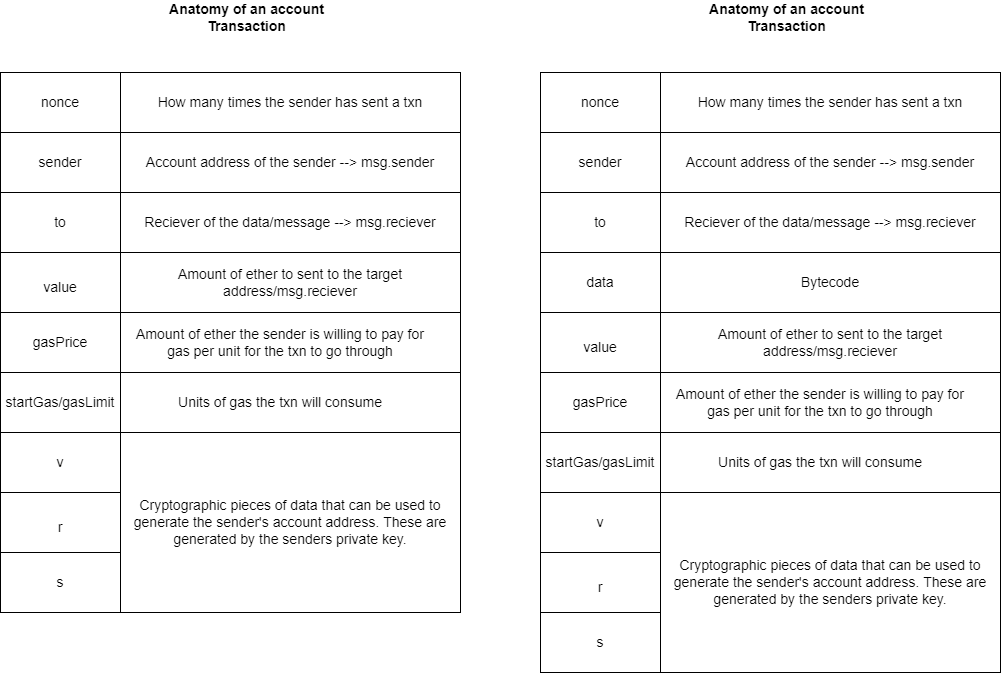 Anatomy of an account
Transaction
nonce
How many times the sender has sent a txn
sender
Account address of the sender --> msg.sender
to
Reciever of the data/message --> msg.reciever
value
Amount of ether to sent to the target
address/msg.reciever
gasPrice
Amount of ether the sender is willing to pay for
gas per unit for the txn to go through
startGas/gasLimit
Units of gas the txn will consume
v
r
s
Cryptographic pieces of data that can be used to
generate the sender's account address. These are
generated by the senders private key.
Anatomy of an account
Transaction
nonce
How many times the sender has sent a txn
sender
Account address of the sender --> msg.sender
to
Reciever of the data/message --> msg.reciever
data
Bytecode
value
Amount of ether to sent to the target
address/msg.reciever
gasPrice
Amount of ether the sender is willing to pay for
gas per unit for the txn to go through
startGas/gasLimit
Units of gas the txn will consume
v
r
s
Cryptographic pieces of data that can be used to
generate the sender's account address. These are
generated by the senders private key.